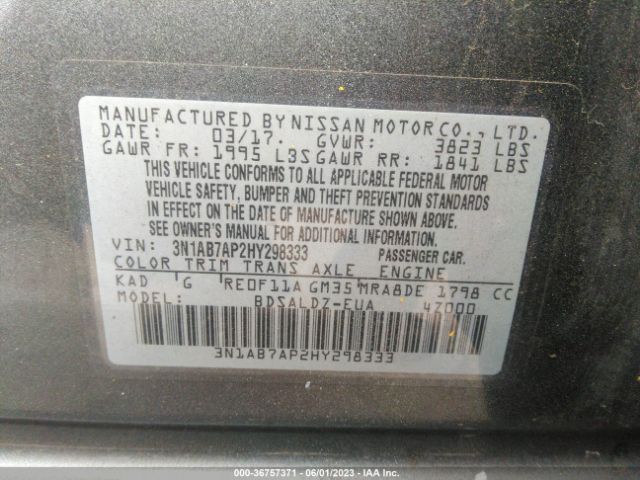 MANUFACTURED BY NISSAN MOTOR CO., LTD.
DATE: 03/17. GVWR: 3823 LBS
GAWR FR: 1995 LBS GAWR RR: 1841 LBS
THIS VEHICLE CONFORMS TO ALL APPLICABLE FEDERAL MOTOR
VEHICLE SAFETY, BUMPER AND THEFT PREVENTION STANDARDS
IN EFFECT ON THE DATE OF MANUFACTURE SHOWN ABOVE.
SEE OWNER'S MANUAL FOR ADDITIONAL INFORMATION.
VIN: 3N1AB7AP2HY298333 PASSENGER CAR.
COLOR TRIM TRANS AXLE ENGINE
KAD G RE0F11A GM35 MRA8DE 1798 CC
MODEL: BDSALDZ-EUA 4Z000
3N1AB7AP2HY298333
000-36757371 | 06/01/2023 | IAA Inc.